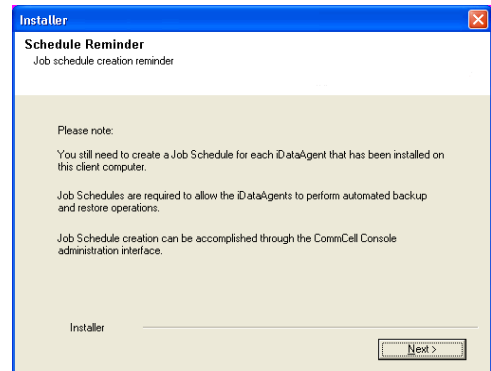 Installer
Schedule Reminder
Job schedule creation reminder
Please note:
You still need to create a Job Schedule for each iDataAgent that has been installed on
this client computer.
Job Schedules are required to allow the iDataAgents to perform automated backup
and restore operations.
Job Schedule creation can be accomplished through the CommCell Console
administration interface.
Installer
Next >